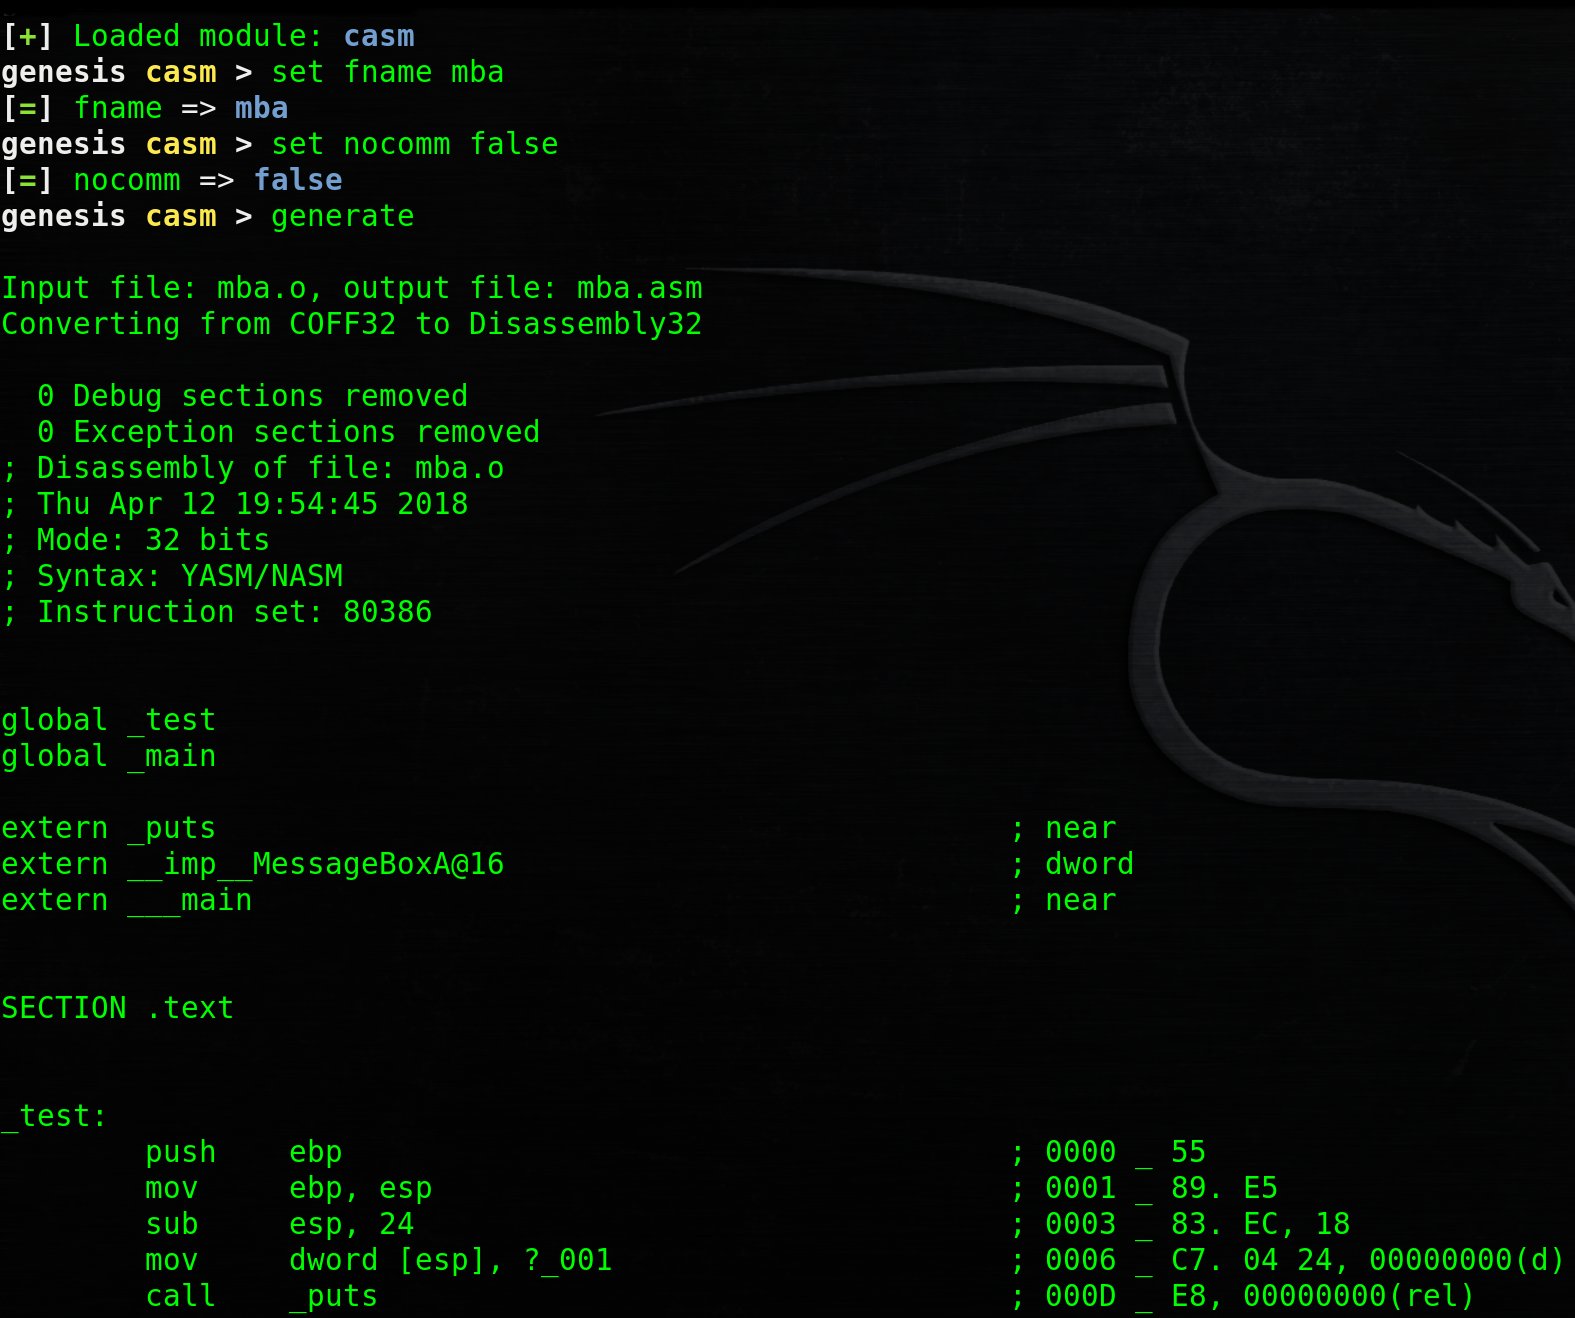 [+] Loaded module: casm
genesis casm > set fname mba
[=] fname => mba
genesis casm > set nocomm false
[=] nocomm => false
genesis casm > generate
Input file: mba.o, output file: mba.asm
Converting from COFF32 to Disassembly32
0 Debug sections removed
0 Exception sections removed
; Disassembly of file: mba.o
; Thu Apr 12 19:54:45 2018
; Mode: 32 bits
; Syntax: YASM/NASM
; Instruction set: 80386
global _test
global _main
extern _puts ; near
extern __imp__MessageBoxA@16 ; dword
extern ___main ; near
SECTION .text
_test:
push ebp ; 0000 _ 55
mov ebp, esp ; 0001 _ 89. E5
sub esp, 24 ; 0003 _ 83. EC, 18
mov dword [esp], ?_001 ; 0006 _ C7. 04 24, 00000000(d)
call _puts ; 000D _ E8, 00000000(rel)